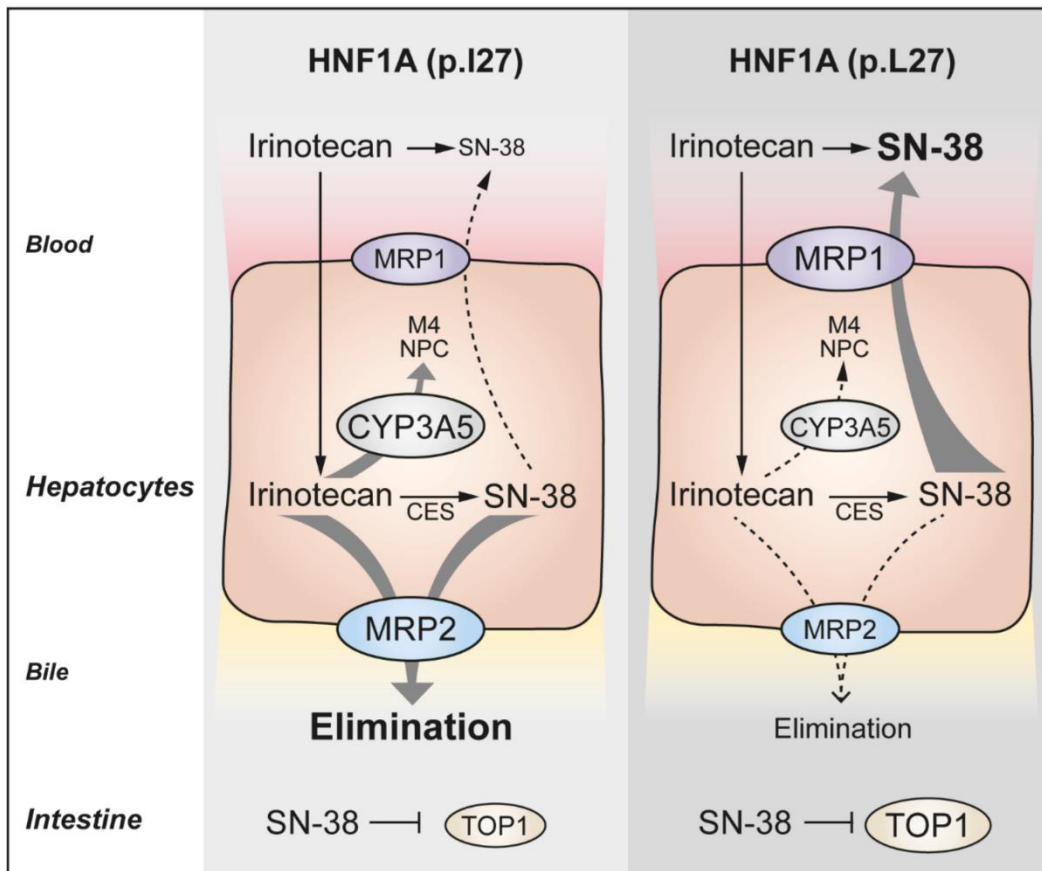 HNF1A (p.I27)
HNF1A (p.L27)
Irinotecan
SN-38
Irinotecan
SN-38
Blood
MRP1
MRP1
M4
NPC
M4
NPC
CYP3A5
CYP3A5
Hepatocytes
Irinotecan
CES
SN-38
Irinotecan
CES
SN-38
MRP2
MRP2
Bile
Elimination
Elimination
Intestine
SN-38
TOP1
SN-38
TOP1